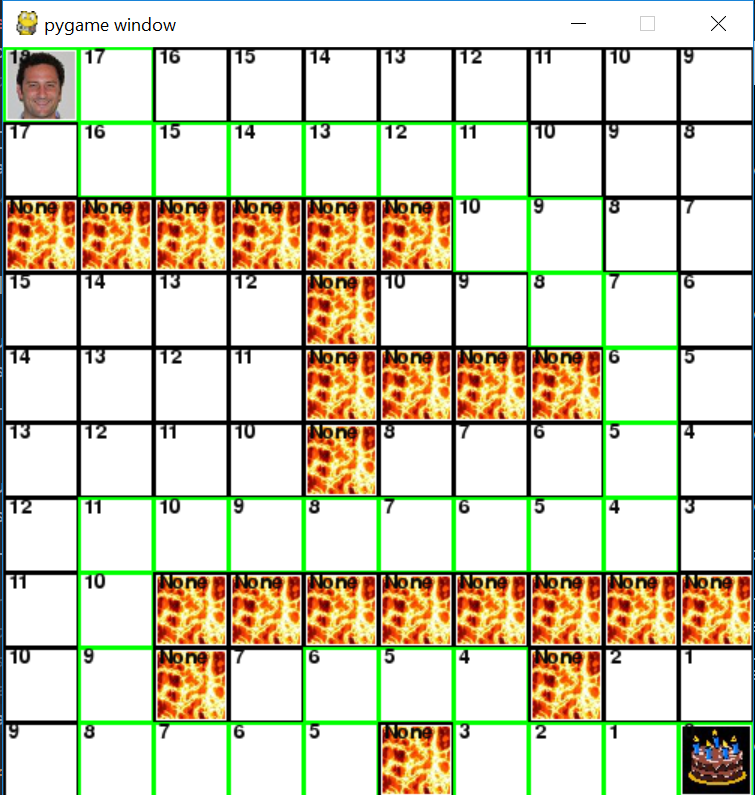 pygame window
18 17 16 15 14 13 12 11 10 9
17 16 15 14 13 12 11 10 9 8
None None None None None None 10 9 8 7
15 14 13 12 None 10 9 8 7 6
14 13 12 11 None None None None 6 5
13 12 11 10 None 8 7 6 5 4
12 11 10 9 8 7 6 5 4 3
11 10 None None None None None None None None
10 9 None 7 6 5 4 None 2 1
9 8 7 6 5 None 3 2 1